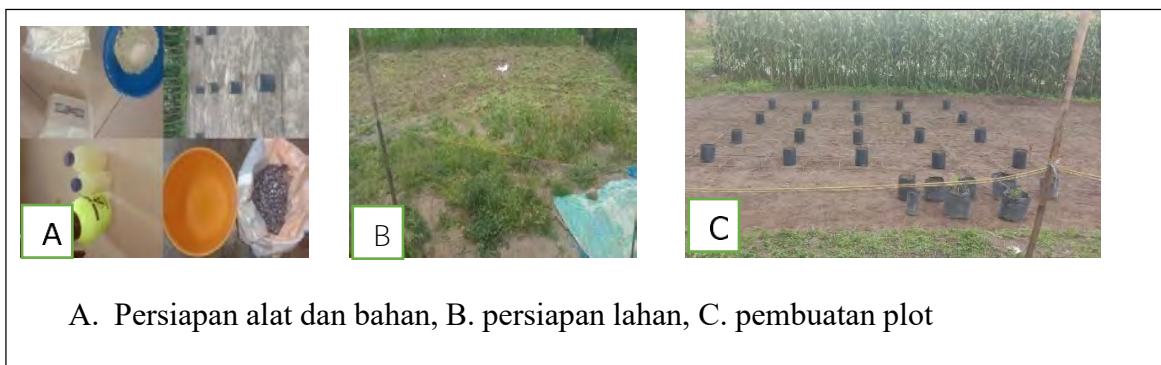 A
B
C
A. Persiapan alat dan bahan, B. persiapan lahan, C. pembuatan plot